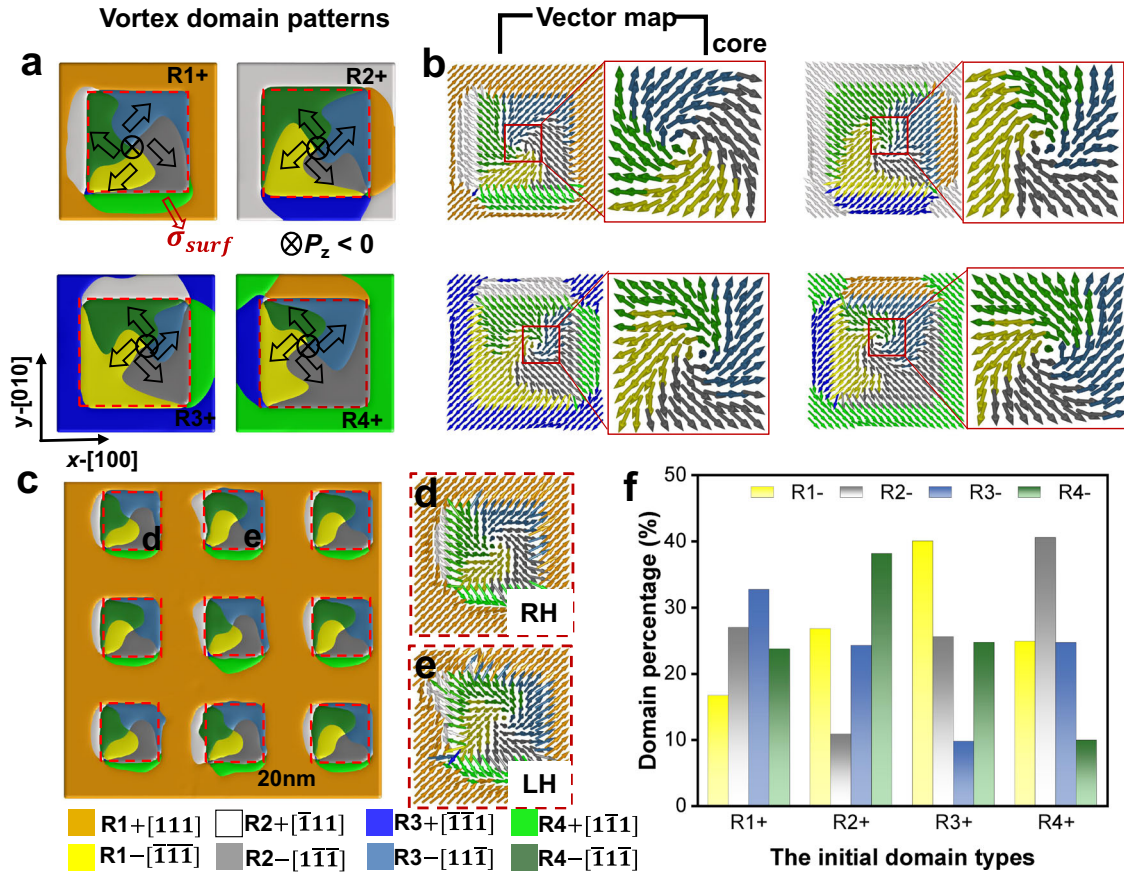 Vortex domain patterns
Vector map
core
a
R1+
R2+
σsurf
⊗Pz < 0
R3+
R4+
y-[010]
x-[100]
b
c
d
e
20nm
d
RH
e
LH
f
R1-
R2-
R3-
R4-
Domain percentage (%)
50
40
30
20
10
0
R1+
R2+
R3+
R4+
The initial domain types
R1+[111]
R2+[1̅11]
R3+[1̅1̅1]
R4+[11̅1]
R1−[1̅1̅1̅]
R2−[11̅1̅]
R3−[111̅]
R4−[1̅11̅]